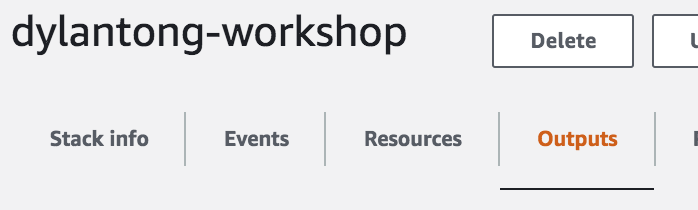 dylantong-workshop
Delete
Stack info Events Resources Outputs